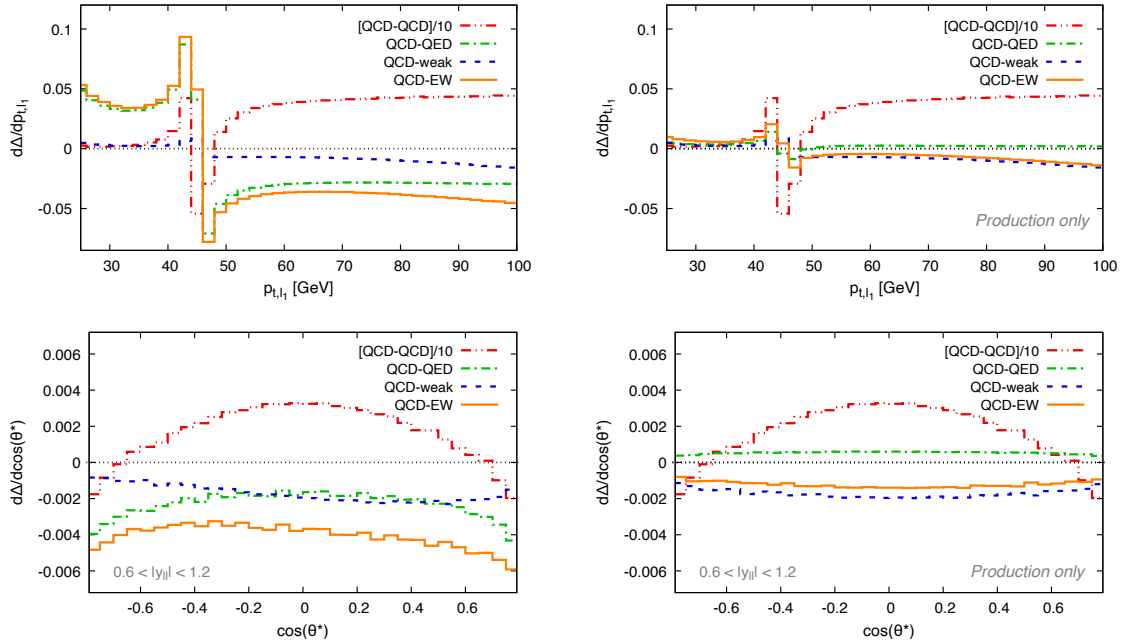 dΔ/dp_{t,l_1}
0.1
0.05
0
-0.05
[QCD-QCD]/10
QCD-QED
QCD-weak
QCD-EW
30 40 50 60 70 80 90 100
p_{t,l_1} [GeV]
dΔ/dp_{t,l_1}
0.1
0.05
0
-0.05
[QCD-QCD]/10
QCD-QED
QCD-weak
QCD-EW
Production only
30 40 50 60 70 80 90 100
p_{t,l_1} [GeV]
dΔ/dcos(θ*)
0.006
0.004
0.002
0
-0.002
-0.004
-0.006
[QCD-QCD]/10
QCD-QED
QCD-weak
QCD-EW
0.6 < |y_{ll}| < 1.2
-0.6 -0.4 -0.2 0 0.2 0.4 0.6
cos(θ*)
dΔ/dcos(θ*)
0.006
0.004
0.002
0
-0.002
-0.004
-0.006
[QCD-QCD]/10
QCD-QED
QCD-weak
QCD-EW
0.6 < |y_{ll}| < 1.2
Production only
-0.6 -0.4 -0.2 0 0.2 0.4 0.6
cos(θ*)